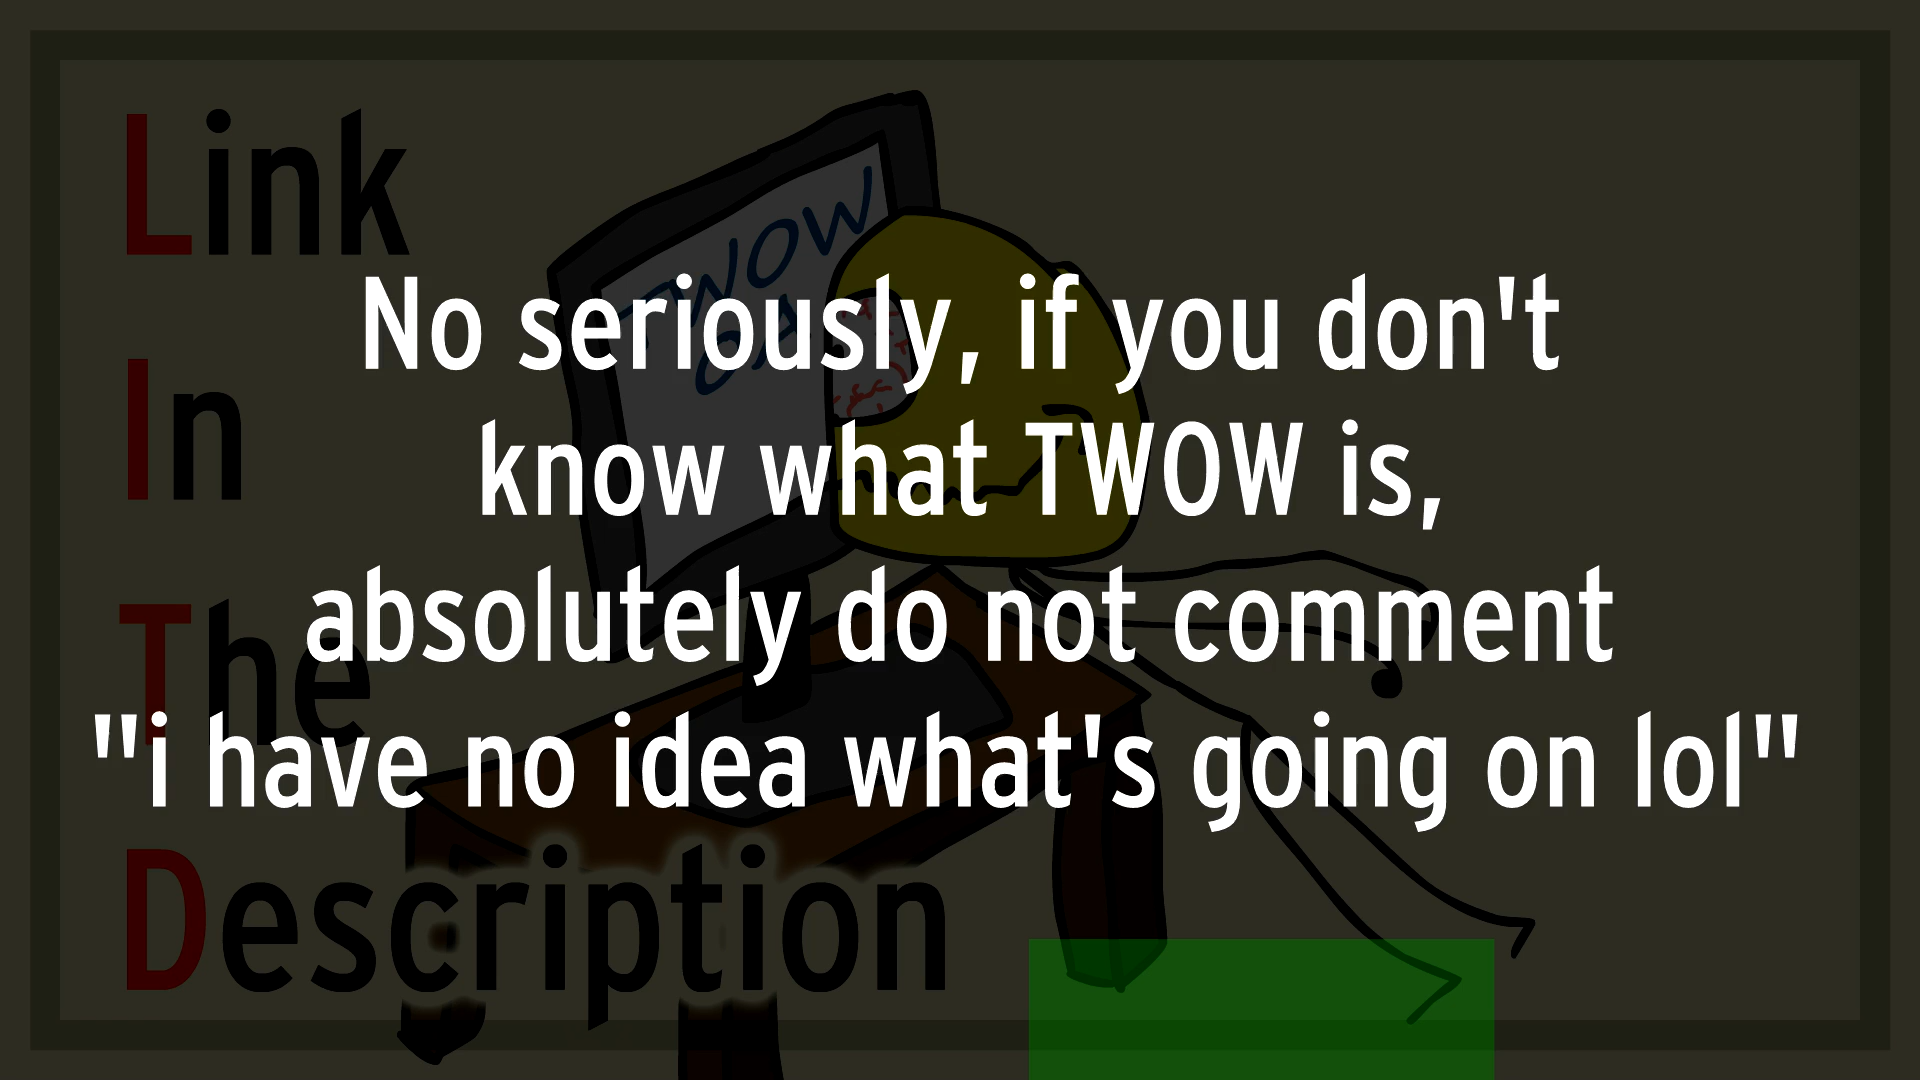 Link
In
The
Description
TWOW
No seriously, if you don't
know what TWOW is,
absolutely do not comment
"i have no idea what's going on lol"